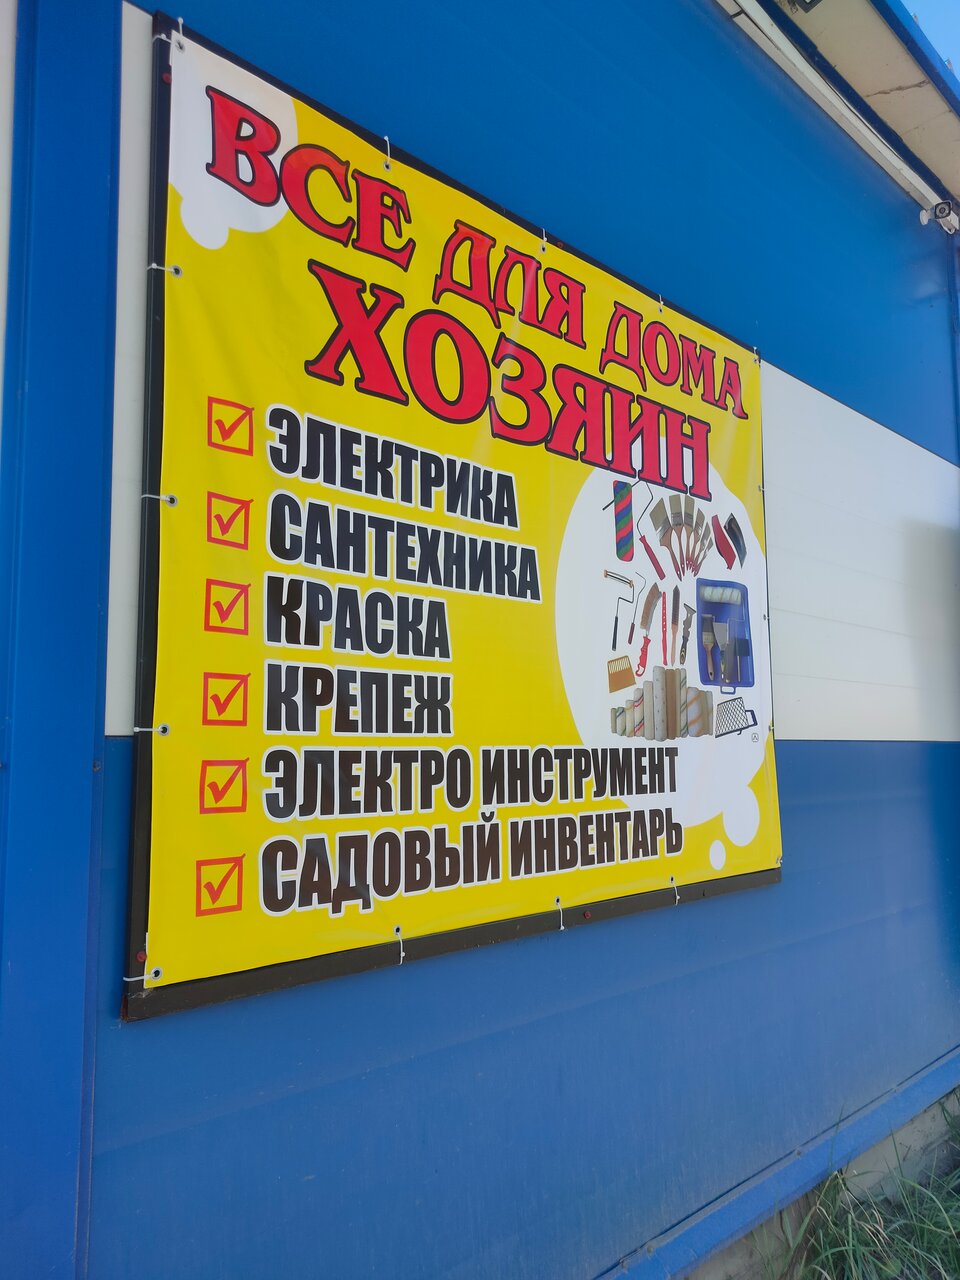 ВСЕ ДЛЯ ДОМА
ХОЗЯИН
ЭЛЕКТРИКА
САНТЕХНИКА
КРАСКА
КРЕПЕЖ
ЭЛЕКТРО ИНСТРУМЕНТ
САДОВЫЙ ИНВЕНТАРЬ